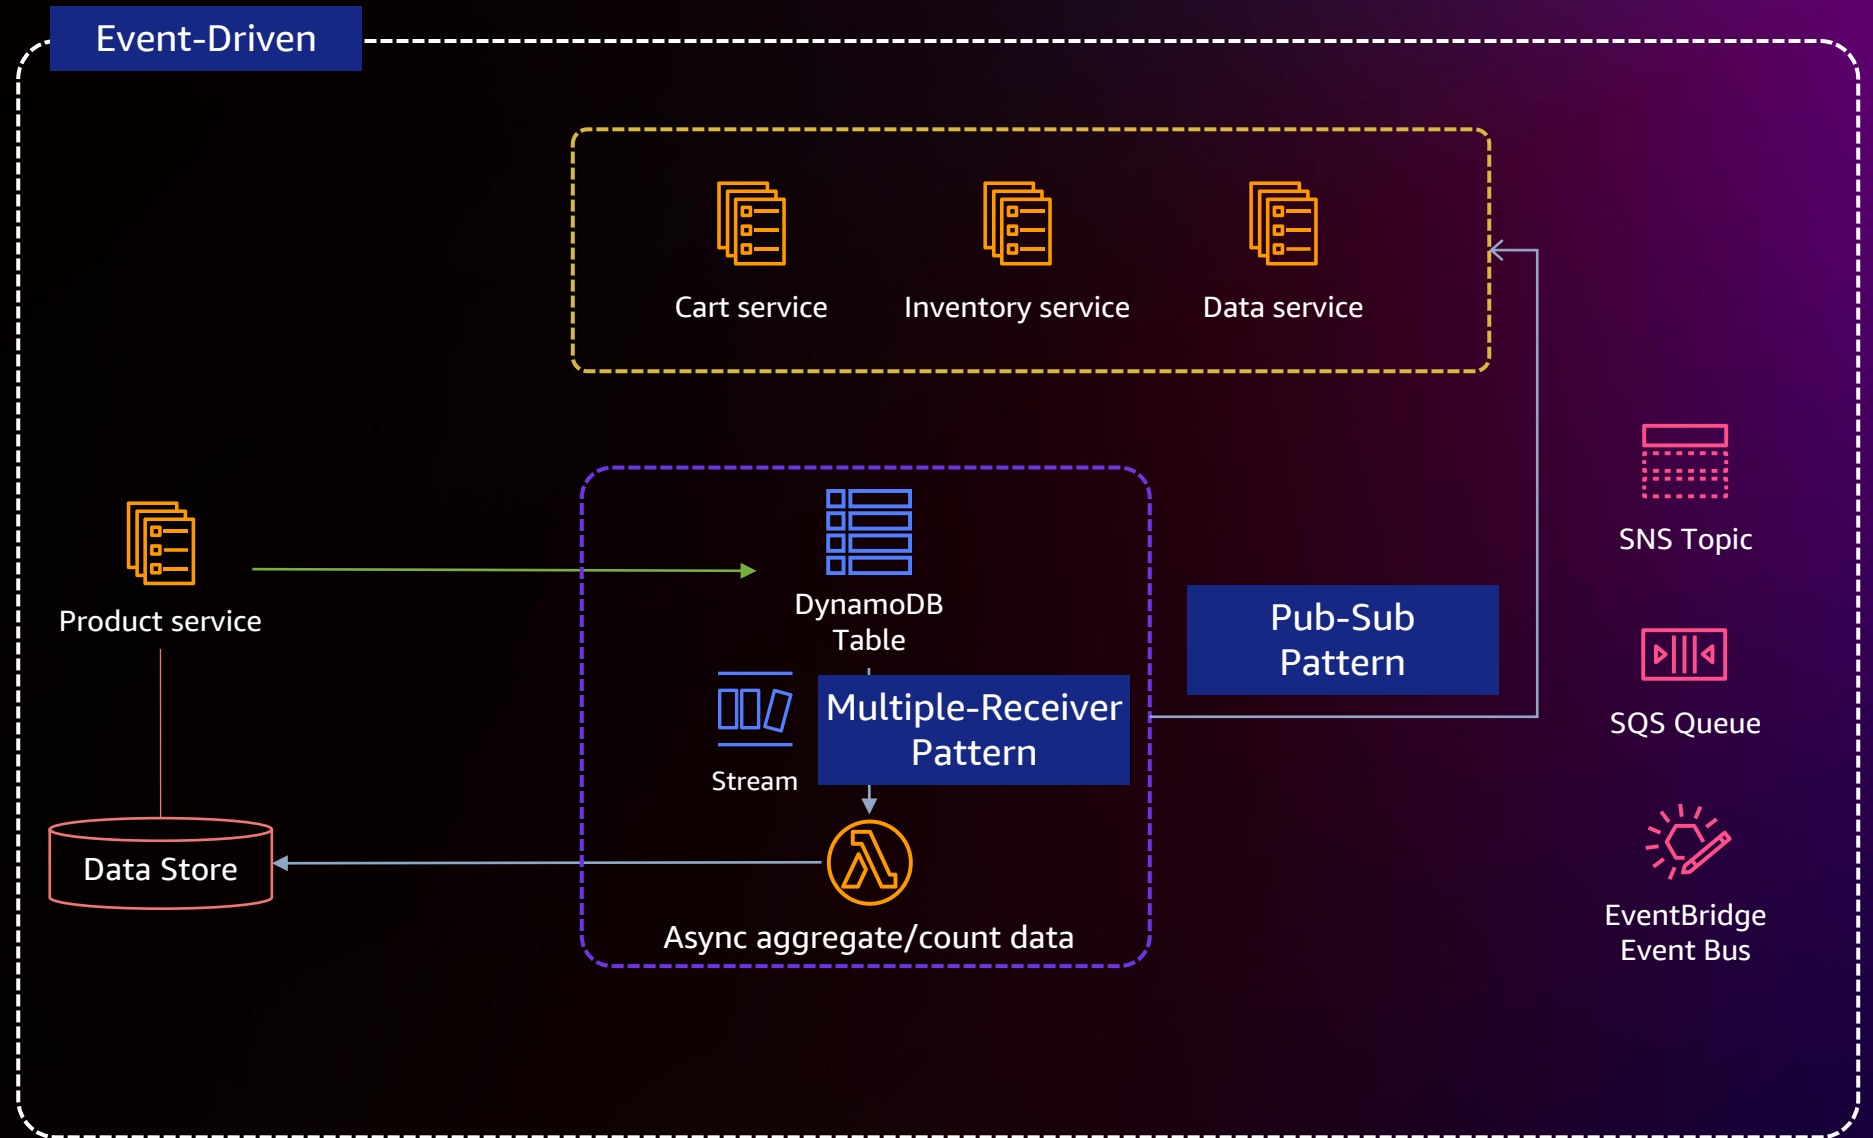 Event-Driven
Cart service
Inventory service
Data service
Product service
DynamoDB
Table
Stream
Multiple-Receiver
Pattern
Pub-Sub
Pattern
SNS Topic
SQS Queue
Data Store
Async aggregate/count data
EventBridge
Event Bus